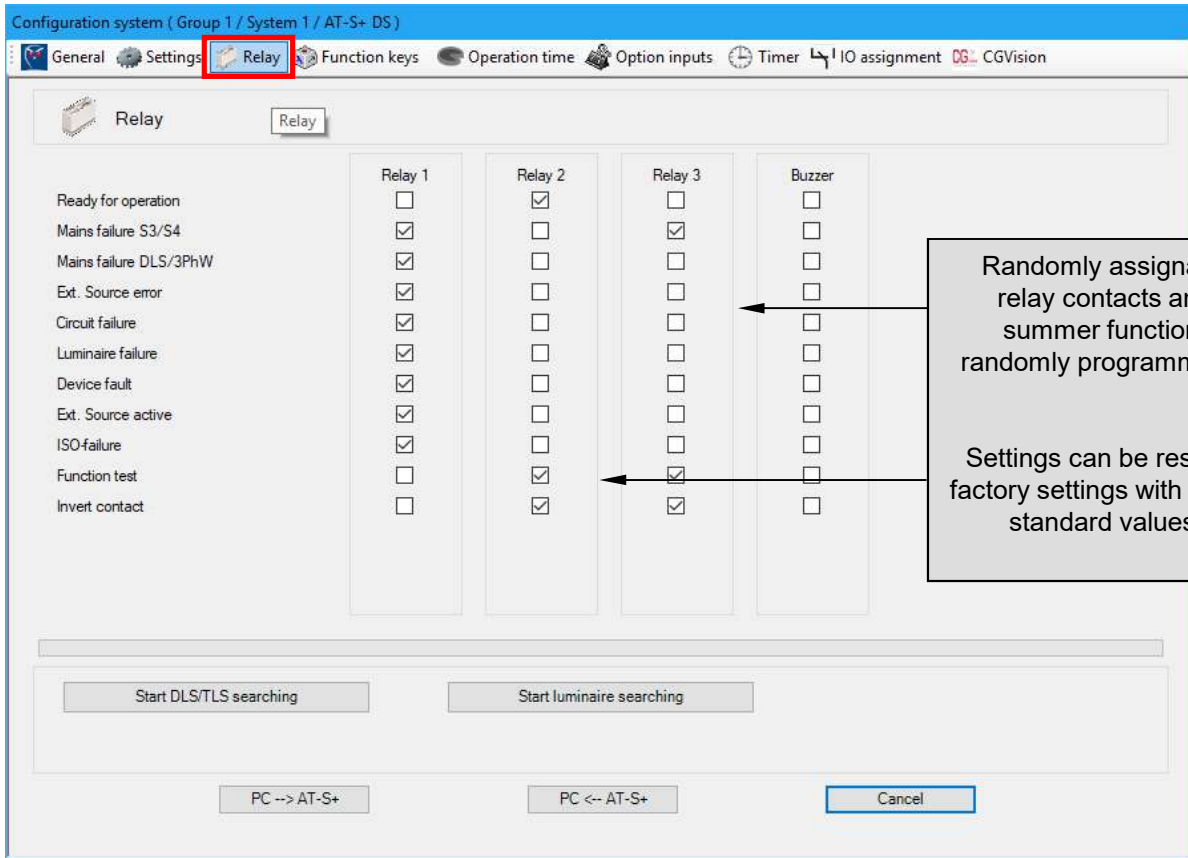 Configuration system ( Group 1 / System 1 / AT-S+ DS )
General Settings Relay Function keys Operation time Option inputs Timer IO assignment CGVision
Relay
Relay
Relay 1 Relay 2 Relay 3 Buzzer
Ready for operation
Mains failure S3/S4
Mains failure DLS/3PhW
Ext. Source error
Circuit failure
Luminaire failure
Device fault
Ext. Source active
ISO-failure
Function test
Invert contact
Randomly
relay contacts
summer
randomly
Settings can be
factory settings with
standard values
Start DLS/TLS searching Start luminaire searching
PC --> AT-S+ PC <-- AT-S+ Cancel